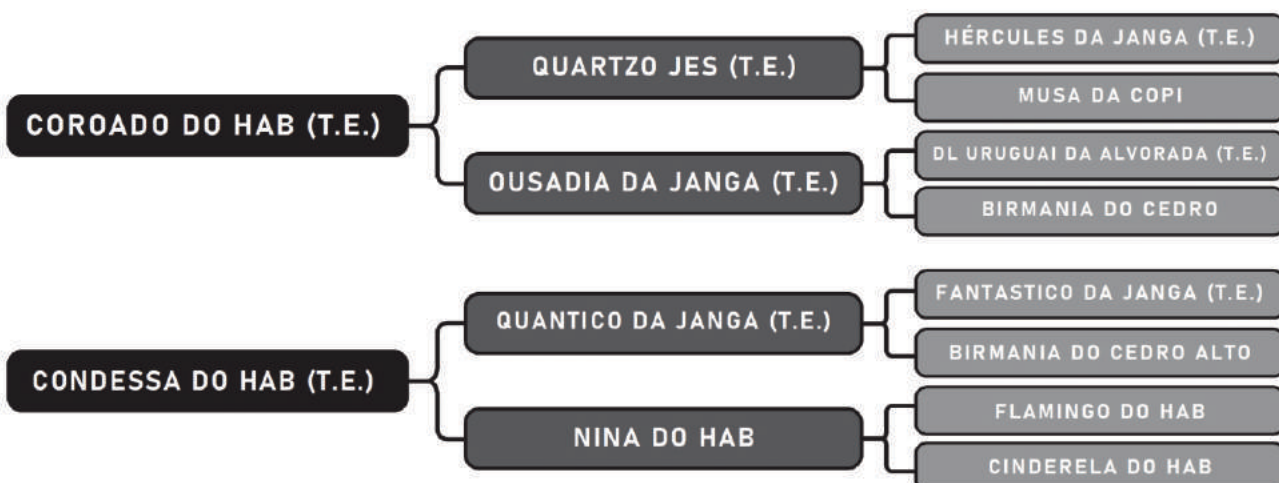 COROADO DO HAB (T.E.)
QUARTZO JES (T.E.)
HÉRCULES DA JANGA (T.E.)
MUSA DA COPI
OUSADIA DA JANGA (T.E.)
DL URUGUAI DA ALVORADA (T.E.)
BIRMANIA DO CEDRO
CONDESSA DO HAB (T.E.)
QUANTICO DA JANGA (T.E.)
FANTASTICO DA JANGA (T.E.)
BIRMANIA DO CEDRO ALTO
NINA DO HAB
FLAMINGO DO HAB
CINDERELA DO HAB